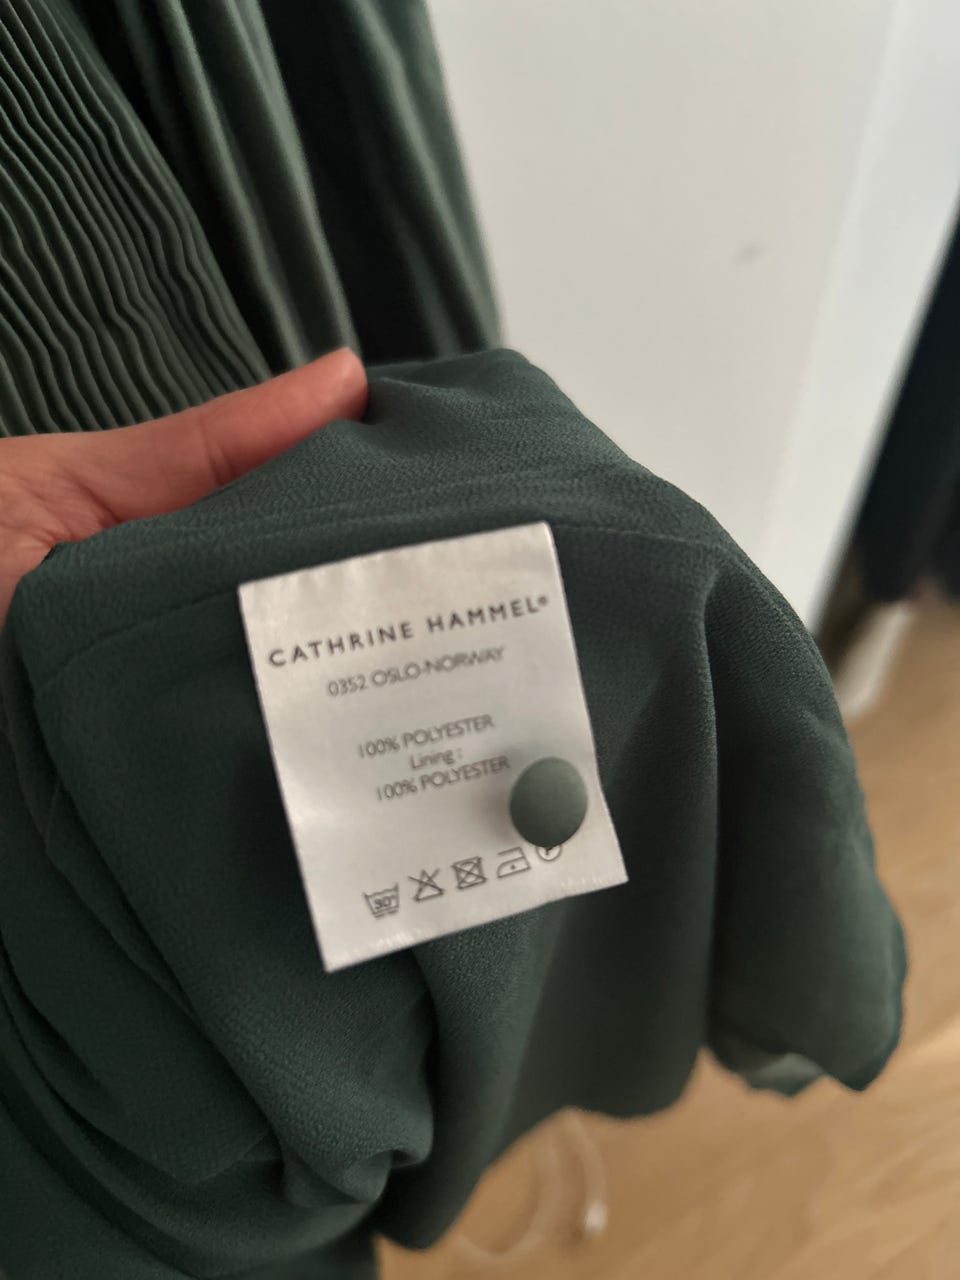 CATHRINE HAMMEL®
0352 OSLO-NORWAY
100% POLYESTER
Lining :
100% POLYESTER
30°
P